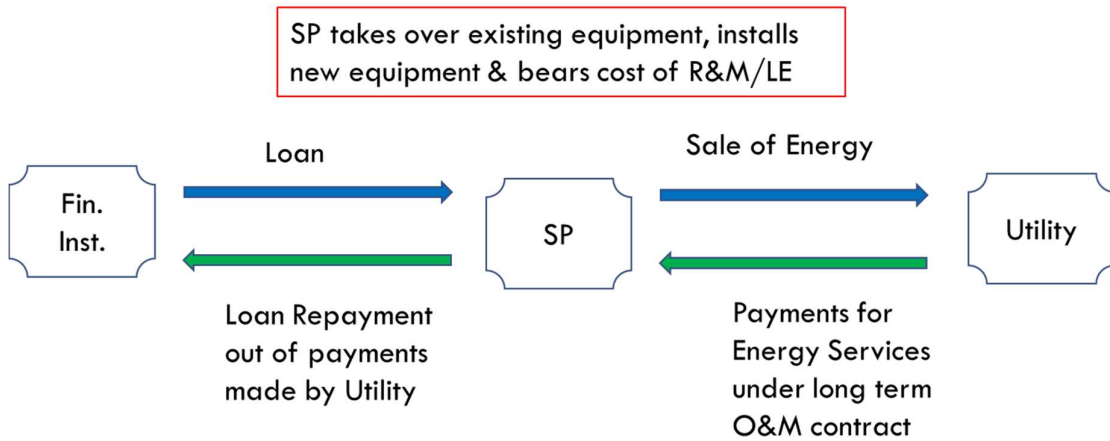 SP takes over existing equipment, installs
new equipment & bears cost of R&M/LE
Loan
Sale of Energy
Fin.
Inst.
SP
Utility
Loan Repayment
out of payments
made by Utility
Payments for
Energy Services
under long term
O&M contract